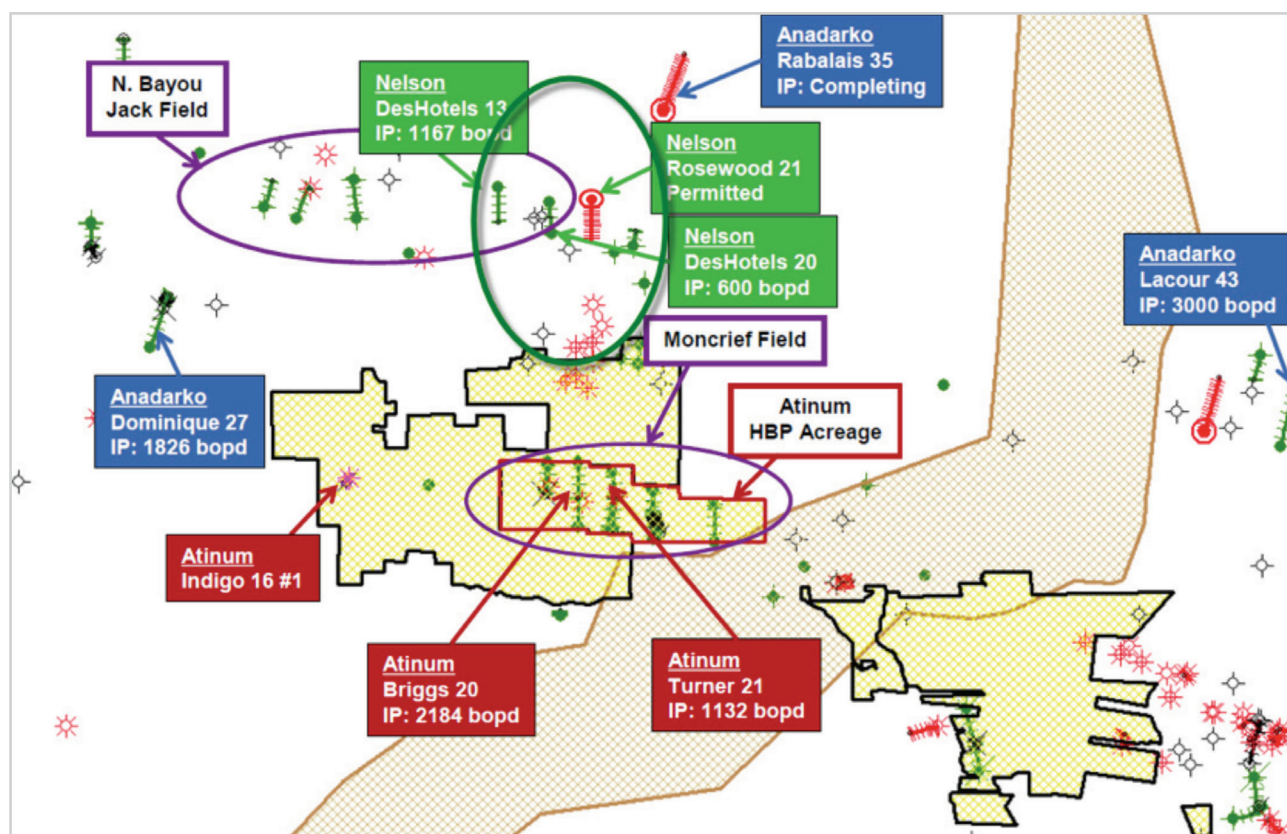 Anadarko
Rabalais 35
IP: Completing
N. Bayou
Jack Field
Nelson
DesHotels 13
IP: 1167 bopd
Nelson
Rosewood 21
Permitted
Nelson
DesHotels 20
IP: 600 bopd
Anadarko
Lacour 43
IP: 3000 bopd
Moncrief Field
Anadarko
Dominique 27
IP: 1826 bopd
Atinum
HBP Acreage
Atinum
Indigo 16 #1
Atinum
Briggs 20
IP: 2184 bopd
Atinum
Turner 21
IP: 1132 bopd